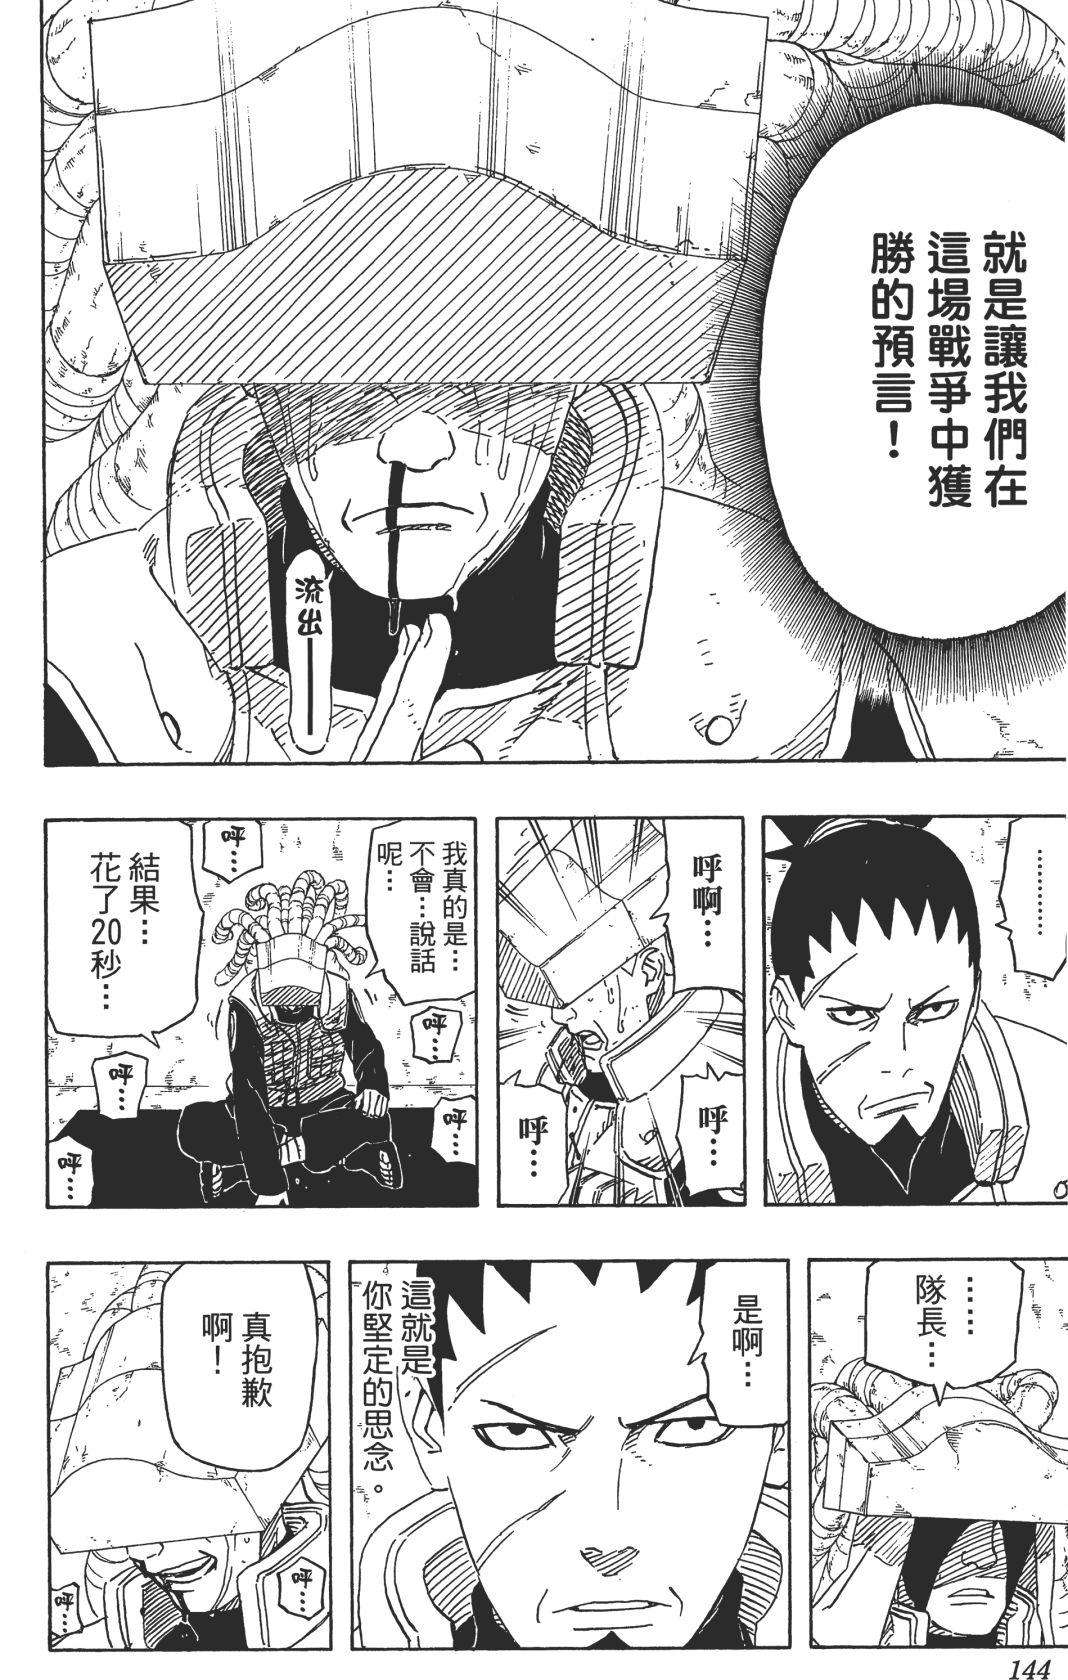 就是讓我們在
這場戰爭中獲
勝的預言！
流出——
…………
呼啊…
呼…
呼…
我真的是…
不會…說話
呢…
呼…
結果…
花了20秒…
呼…
呼…
呼…
呼…
……
隊長…
是啊…
這就是
你堅定的思念。
真抱歉
啊！
呼…
呼…
144